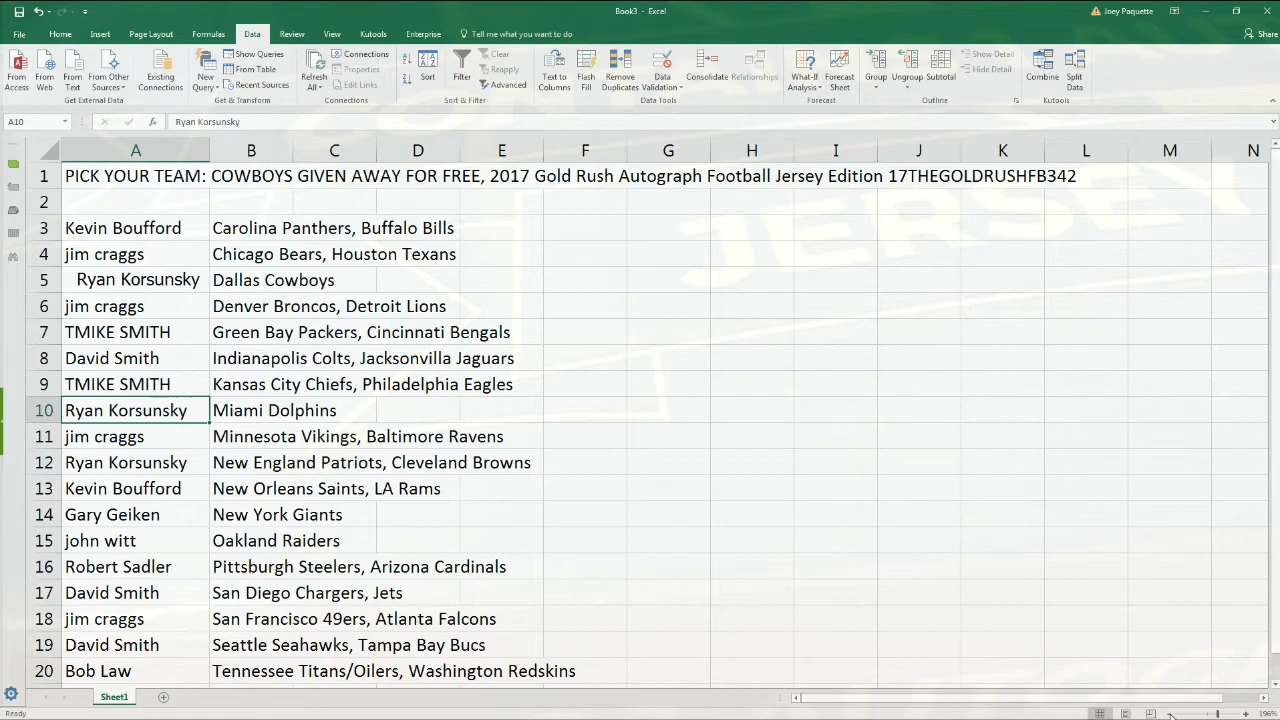 Book3 - Excel
Joey Paquette
File Home Insert Page Layout Formulas Data Review View Kutools Enterprise Tell me what you want to do Share
From Access From Web From Text From Other Sources Existing Connections New Query Show Queries From Table Recent Sources Refresh All Connections Properties Edit Links Sort Filter Clear Reapply Advanced Text to Columns Flash Fill Remove Duplicates Data Validation Consolidate Relationships What-If Analysis Forecast Sheet Group Ungroup Subtotal Show Detail Hide Detail Combine Split Data
Get External Data Get & Transform Connections Sort & Filter Data Tools Forecast Outline Kutools
A10 fx Ryan Korsunsky
A B C D E F G H I J K L M N
1 PICK YOUR TEAM: COWBOYS GIVEN AWAY FOR FREE, 2017 Gold Rush Autograph Football Jersey Edition 17THEGOLDRUSHFB342
2
3 Kevin Boufford Carolina Panthers, Buffalo Bills
4 jim craggs Chicago Bears, Houston Texans
5 Ryan Korsunsky Dallas Cowboys
6 jim craggs Denver Broncos, Detroit Lions
7 TMIKE SMITH Green Bay Packers, Cincinnati Bengals
8 David Smith Indianapolis Colts, Jacksonvilla Jaguars
9 TMIKE SMITH Kansas City Chiefs, Philadelphia Eagles
10 Ryan Korsunsky Miami Dolphins
11 jim craggs Minnesota Vikings, Baltimore Ravens
12 Ryan Korsunsky New England Patriots, Cleveland Browns
13 Kevin Boufford New Orleans Saints, LA Rams
14 Gary Geiken New York Giants
15 john witt Oakland Raiders
16 Robert Sadler Pittsburgh Steelers, Arizona Cardinals
17 David Smith San Diego Chargers, Jets
18 jim craggs San Francisco 49ers, Atlanta Falcons
19 David Smith Seattle Seahawks, Tampa Bay Bucs
20 Bob Law Tennessee Titans/Oilers, Washington Redskins
Sheet1
Ready 196%
JERSEY